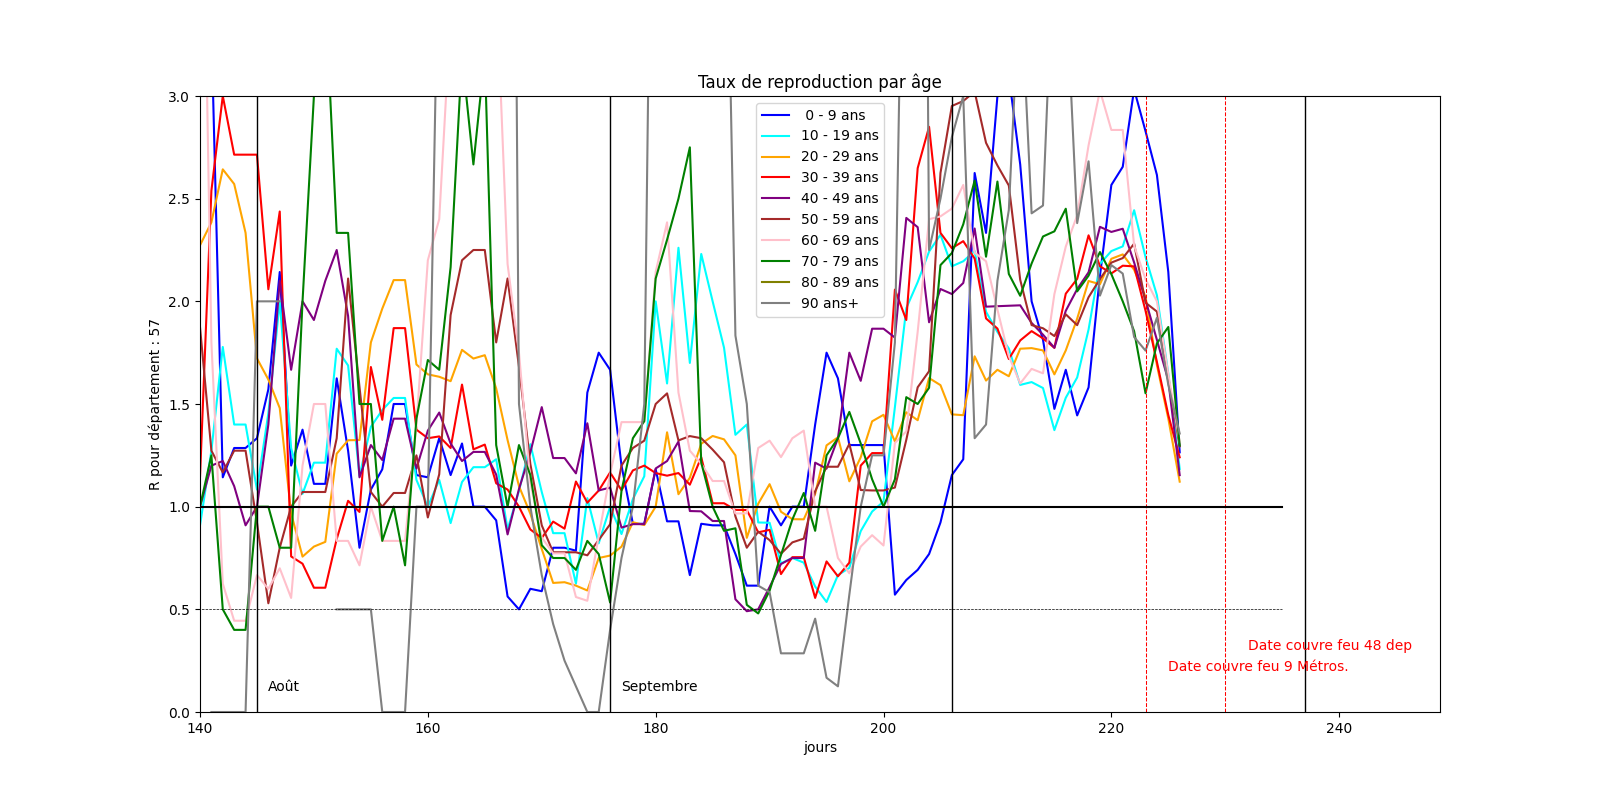 Taux de reproduction par âge
3.0
2.5
2.0
1.5
1.0
0.5
0.0
R pour département : 57
0 - 9 ans
10 - 19 ans
20 - 29 ans
30 - 39 ans
40 - 49 ans
50 - 59 ans
60 - 69 ans
70 - 79 ans
80 - 89 ans
90 ans+
Date couvre feu 48 dep
Date couvre feu 9 Métros.
Août
Septembre
140
160
180
200
220
240
jours